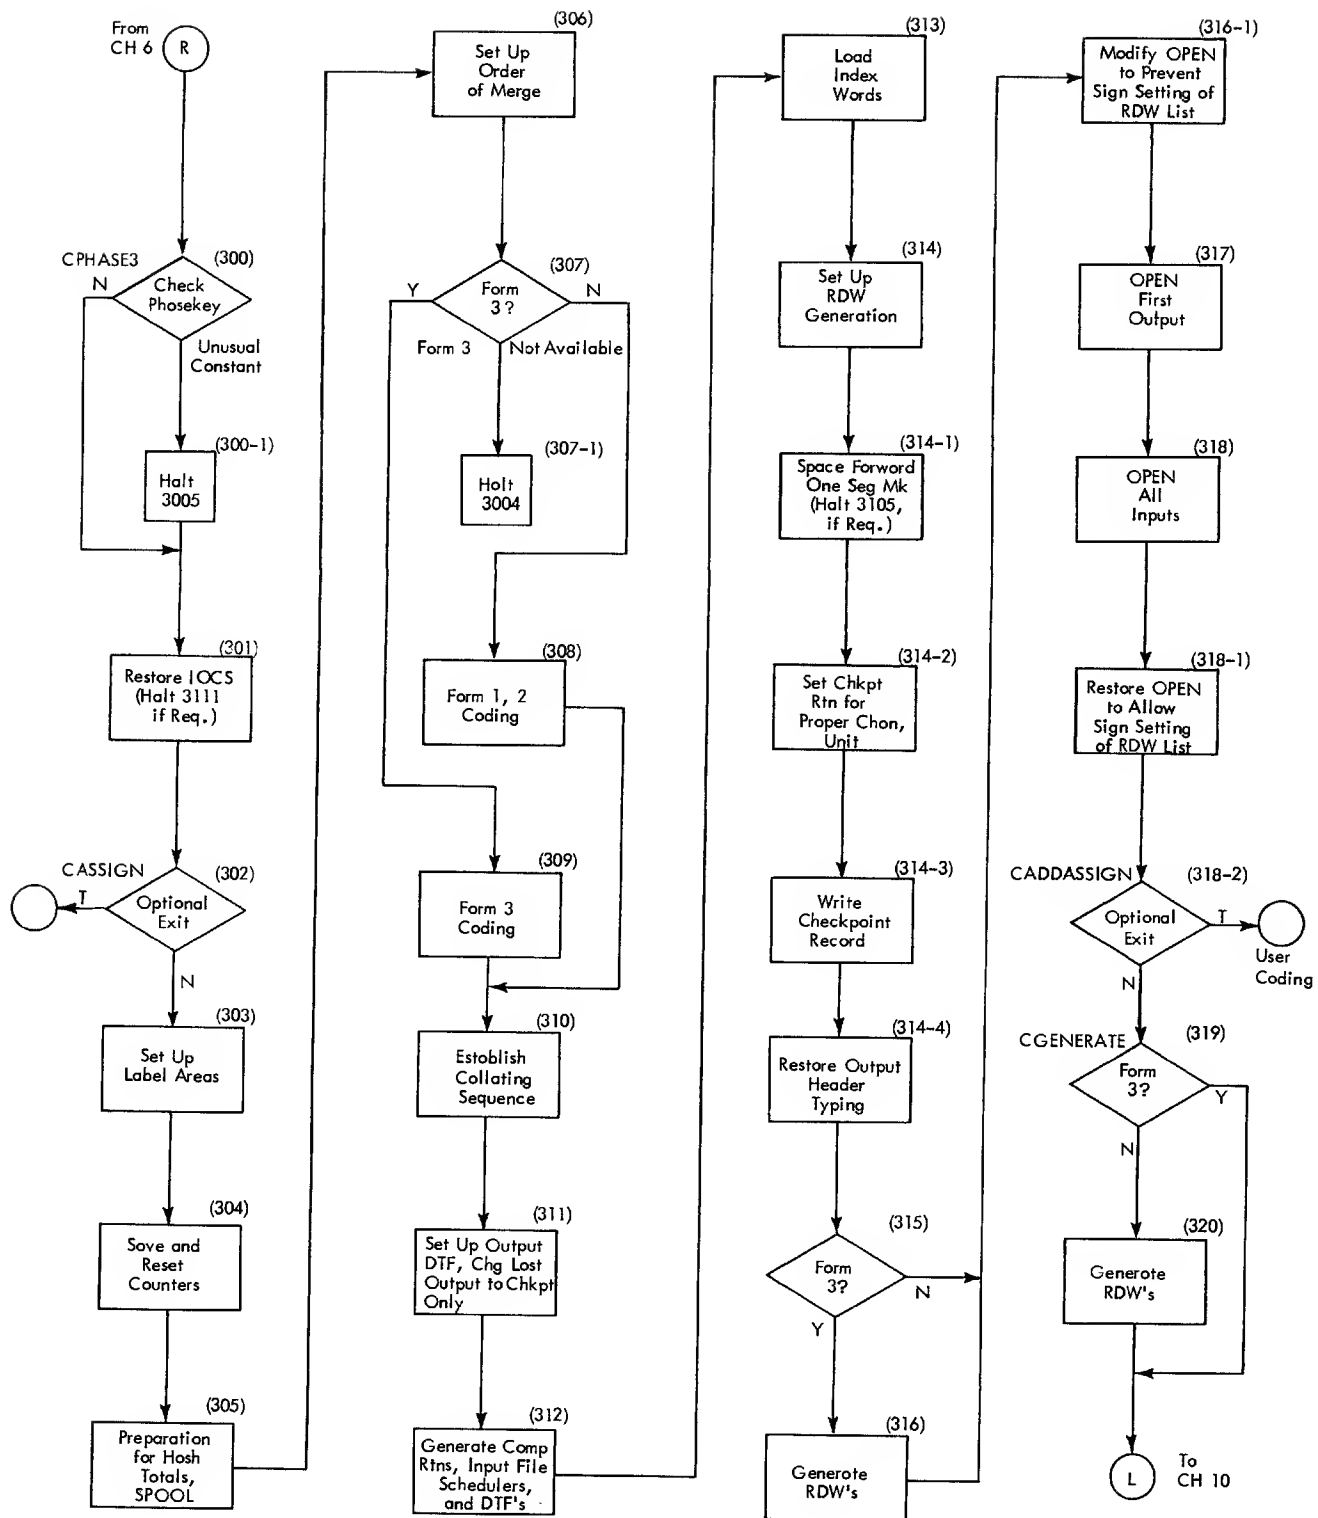 From
CH 6
R
CPHASE3
(300)
N
Check
Phosekey
Unusual
Constant
(300-1)
Halt
3005
(301)
Restore IOCS
(Halt 3111
if Req.)
CASSIGN
(302)
T
Optional
Exit
N
(303)
Set Up
Label Areas
(304)
Save and
Reset
Counters
(305)
Preparation
for Hosh
Totals,
SPOOL
(306)
Set Up
Order
of Merge
(307)
Y
Form
3?
N
Form 3
Not Available
(307-1)
Holt
3004
(308)
Form 1, 2
Coding
(309)
Form 3
Coding
(310)
Establish
Collating
Sequence
(311)
Set Up Output
DTF, Chg Lost
Output to Chkpt
Only
(312)
Generate Comp
Rtns, Input File
Schedulers,
and DTF's
(313)
Load
Index
Words
(314)
Set Up
RDW
Generation
(314-1)
Space Forword
One Seg Mk
(Halt 3105,
if Req.)
(314-2)
Set Chkpt
Rtn for
Proper Chon,
Unit
(314-3)
Write
Checkpoint
Record
(314-4)
Restore Output
Header
Typing
(315)
Form
3?
N
Y
(316)
Generate
RDW's
(316-1)
Modify OPEN
to Prevent
Sign Setting of
RDW List
(317)
OPEN
First
Output
(318)
OPEN
All
Inputs
(318-1)
Restore OPEN
to Allow
Sign Setting
of RDW List
CADDASSIGN
(318-2)
Optional
Exit
T
User
Coding
N
CGENERATE
(319)
Form
3?
Y
N
(320)
Generote
RDW's
L
To
CH 10